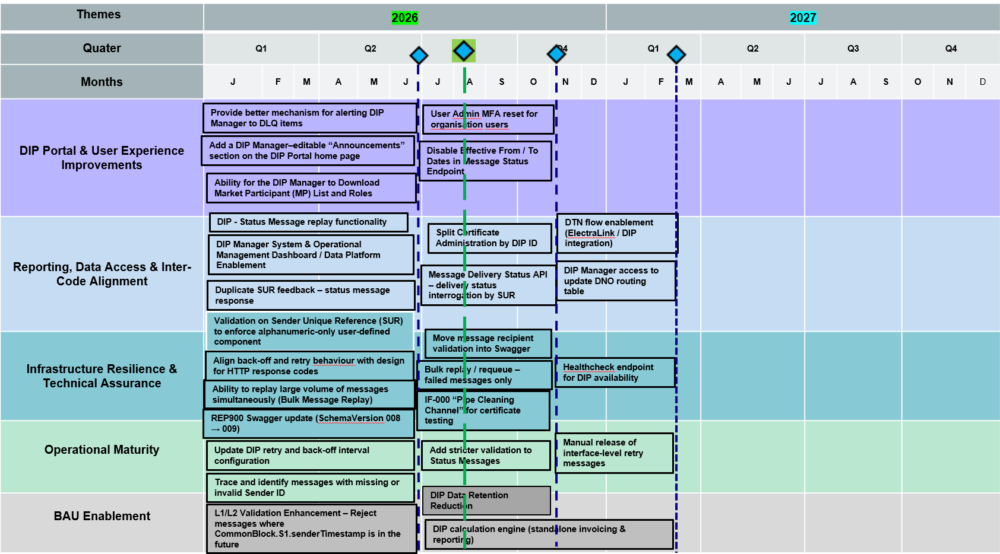 Themes
2026
2027
Quater
Q1
Q2
Q4
Q1
Q2
Q3
Q4
Months
J
F
M
A
M
J
J
A
S
O
N
D
J
F
M
A
M
J
J
A
S
O
N
D
DIP Portal & User Experience
Improvements
Provide better mechanism for alerting DIP
Manager to DLQ items
Add a DIP Manager–editable “Announcements”
section on the DIP Portal home page
Ability for the DIP Manager to Download
Market Participant (MP) List and Roles
User Admin MFA reset for
organisation users
Disable Effective From / To
Dates in Message Status
Endpoint
Reporting, Data Access & Inter-
Code Alignment
DIP - Status Message replay functionality
DIP Manager System & Operational
Management Dashboard / Data Platform
Enablement
Duplicate SUR feedback – status message
response
Split Certificate
Administration by DIP ID
Message Delivery Status API
– delivery status
interrogation by SUR
DTN flow enablement
(ElectraLink / DIP
integration)
DIP Manager access to
update DNO routing
table
Infrastructure Resilience &
Technical Assurance
Validation on Sender Unique Reference (SUR)
to enforce alphanumeric-only user-defined
component
Align back-off and retry behaviour with design
for HTTP response codes
Ability to replay large volume of messages
simultaneously (Bulk Message Replay)
REP900 Swagger update (SchemaVersion 008
→ 009)
Move message recipient
validation into Swagger
Bulk replay / requeue –
failed messages only
IF-000 “Pipe Cleaning
Channel” for certificate
testing
Healthcheck endpoint
for DIP availability
Operational Maturity
Update DIP retry and back-off interval
configuration
Trace and identify messages with missing or
invalid Sender ID
Add stricter validation to
Status Messages
Manual release of
interface-level retry
messages
BAU Enablement
L1/L2 Validation Enhancement – Reject
messages where
CommonBlock.S1.senderTimestamp is in the
future
DIP Data Retention
Reduction
DIP calculation engine (standalone invoicing &
reporting)